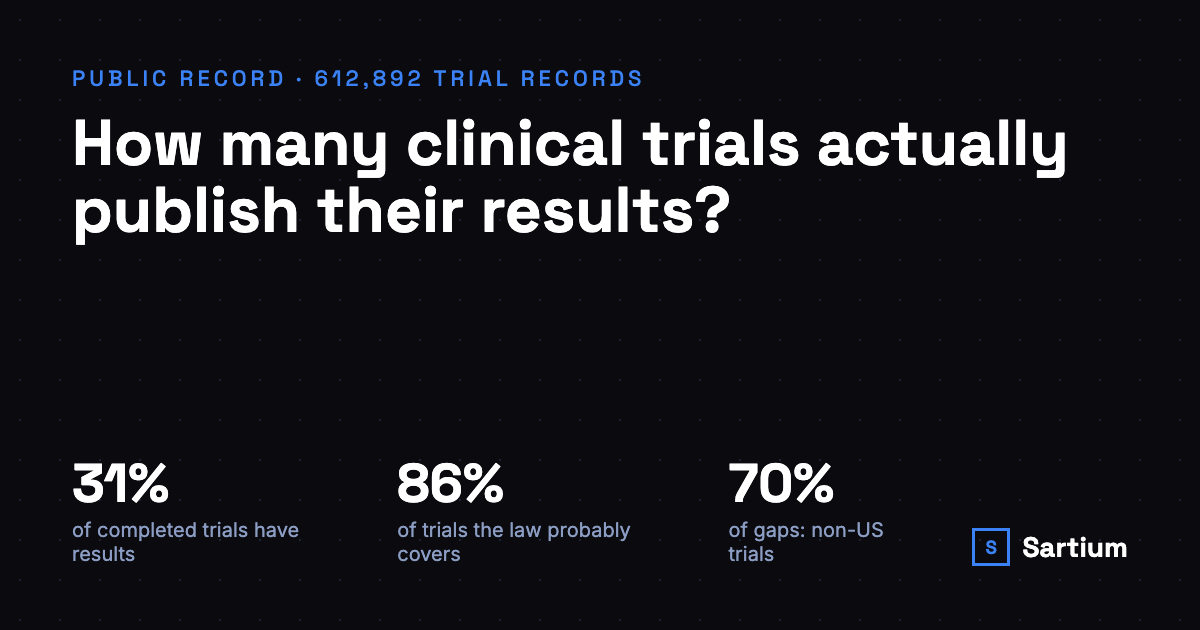 PUBLIC RECORD · 612,892 TRIAL RECORDS
How many clinical trials actually
publish their results?
31%
of completed trials have
results
86%
of trials the law probably
covers
70%
of gaps: non-US
trials
S Sartium